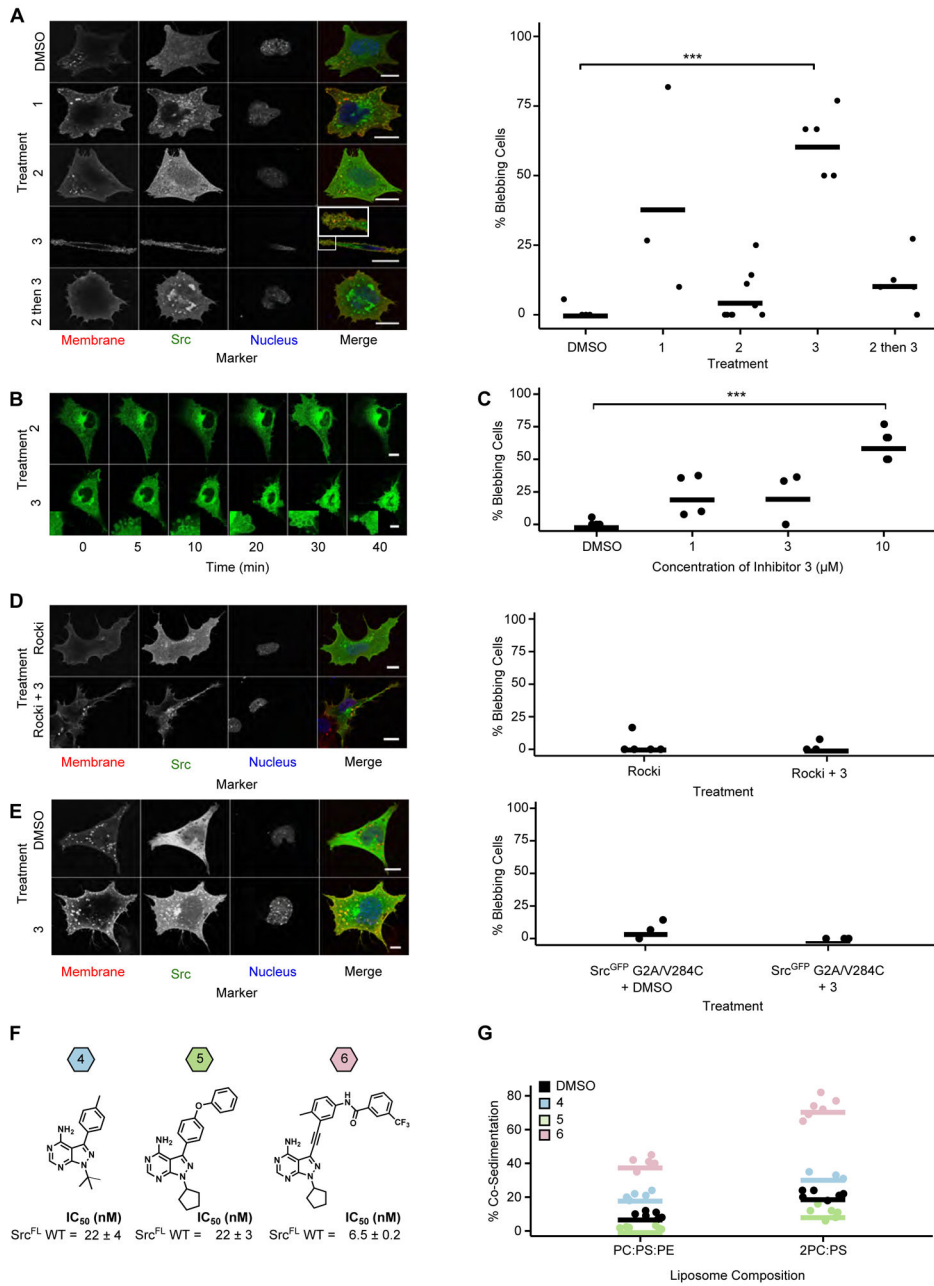 A
DMSO
1
2
3
2 then 3
Treatment
Membrane Src Nucleus Merge
Marker
% Blebbing Cells
100
75
50
25
0
***
DMSO 1 2 3 2 then 3
Treatment
B
Treatment
2
3
0 5 10 20 30 40
Time (min)
C
% Blebbing Cells
100
75
50
25
0
***
DMSO 1 3 10
Concentration of Inhibitor 3 (µM)
D
Treatment
Rocki
Rocki + 3
Membrane Src Nucleus Merge
Marker
% Blebbing Cells
100
75
50
25
0
Rocki Rocki + 3
Treatment
E
Treatment
DMSO
3
Membrane Src Nucleus Merge
Marker
% Blebbing Cells
100
75
50
25
0
Src^GFP G2A/V284C Src^GFP G2A/V284C
+ DMSO + 3
Treatment
F
4 5 6
NH2 N N N N
O NH2 N N N N
H N O CF3 NH2 N N N N
IC50 (nM) IC50 (nM) IC50 (nM)
Src^FL WT = 22 ± 4 Src^FL WT = 22 ± 3 Src^FL WT = 6.5 ± 0.2
G
% Co-Sedimentation
80
60
40
20
0
DMSO
4
5
6
PC:PS:PE 2PC:PS
Liposome Composition